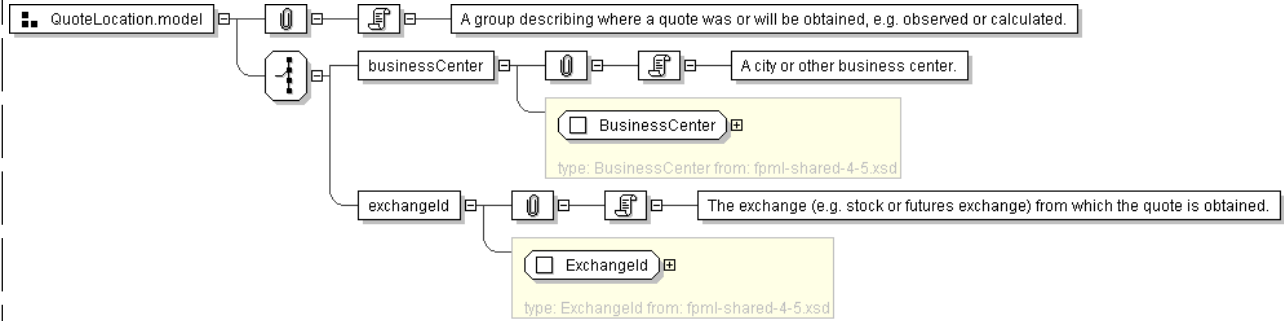 QuoteLocation.model
A group describing where a quote was or will be obtained, e.g. observed or calculated.
businessCenter
A city or other business center.
BusinessCenter
type: BusinessCenter from: fpml-shared-4-5.xsd
exchangeId
The exchange (e.g. stock or futures exchange) from which the quote is obtained.
ExchangeId
type: ExchangeId from: fpml-shared-4-5.xsd